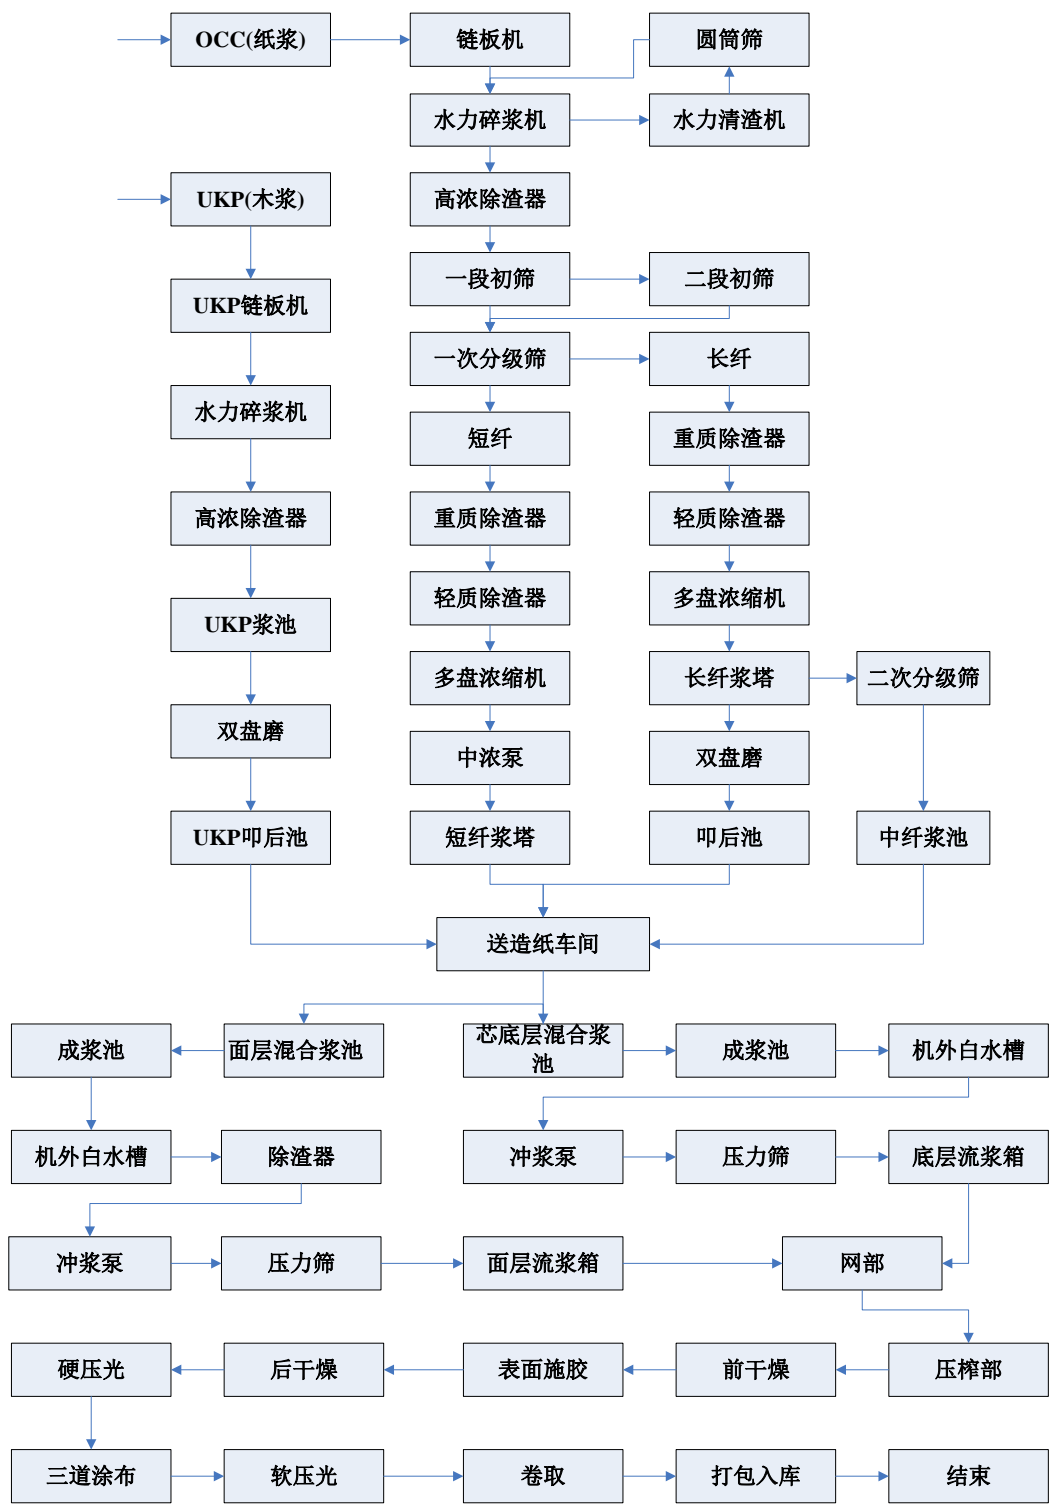 OCC(纸浆)
链板机
圆筒筛
水力碎浆机
水力清渣机
UKP(木浆)
高浓除渣器
一段初筛
二段初筛
UKP链板机
一次分级筛
长纤
水力碎浆机
短纤
重质除渣器
高浓除渣器
重质除渣器
轻质除渣器
UKP浆池
轻质除渣器
多盘浓缩机
多盘浓缩机
长纤浆塔
二次分级筛
双盘磨
中浓泵
双盘磨
UKP叩后池
短纤浆塔
叩后池
中纤浆池
送造纸车间
成浆池
面层混合浆池
芯底层混合浆
池
成浆池
机外白水槽
机外白水槽
除渣器
冲浆泵
压力筛
底层流浆箱
冲浆泵
压力筛
面层流浆箱
网部
硬压光
后干燥
表面施胶
前干燥
压榨部
三道涂布
软压光
卷取
打包入库
结束